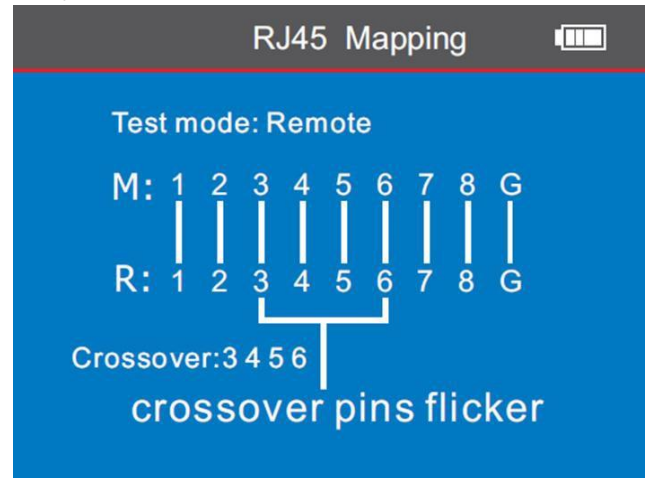 RJ45 Mapping
Test mode: Remote
M: 1 2 3 4 5 6 7 8 G
R: 1 2 3 4 5 6 7 8 G
Crossover:3 4 5 6
crossover pins flicker